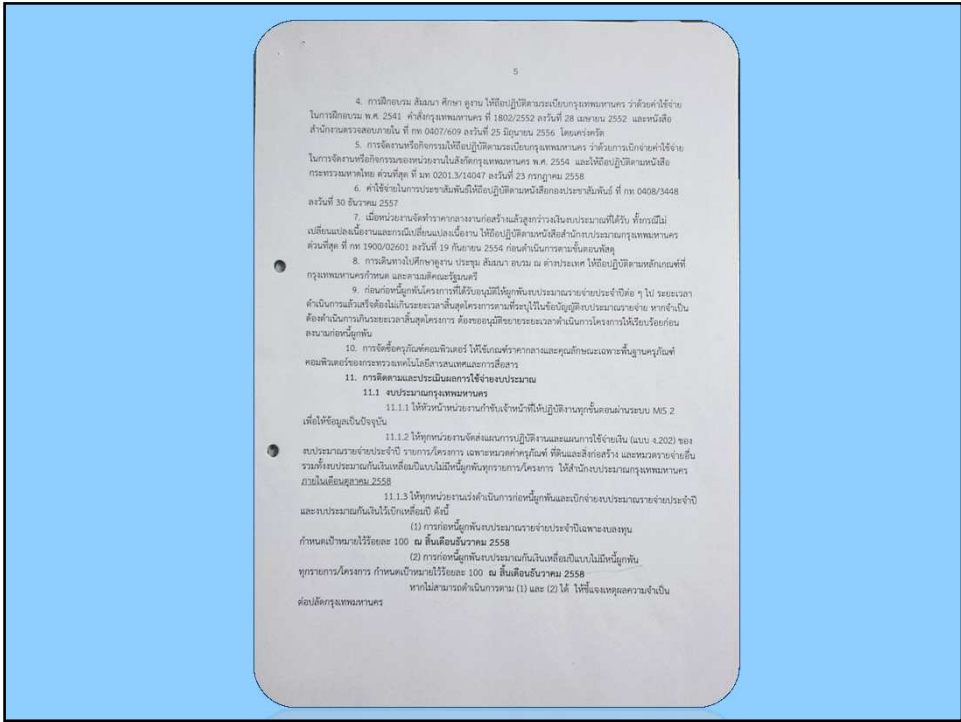 5
4. การฝึกอบรม สัมมนา ศึกษา ดูงาน ให้ถือปฏิบัติตามระเบียบกรุงเทพมหานคร ว่าด้วยค่าใช้จ่าย
ในการฝึกอบรม พ.ศ. 2541 คำสั่งกรุงเทพมหานคร ที่ 1802/2552 ลงวันที่ 28 เมษายน 2552 และหนังสือ
สำนักงานตรวจสอบภายใน ที่ กท 0407/609 ลงวันที่ 25 มิถุนายน 2556 โดยเคร่งครัด
5. การจัดงานหรือกิจกรรมให้ถือปฏิบัติตามระเบียบกรุงเทพมหานคร ว่าด้วยการเบิกจ่ายค่าใช้จ่าย
ในการจัดงานหรือกิจกรรมของหน่วยงานในสังกัดกรุงเทพมหานคร พ.ศ. 2554 และให้ถือปฏิบัติตามหนังสือ
กระทรวงมหาดไทย ด่วนที่สุด ที่ มท 0201.3/14047 ลงวันที่ 23 กรกฎาคม 2558
6. ค่าใช้จ่ายในการประชาสัมพันธ์ให้ถือปฏิบัติตามหนังสือกองประชาสัมพันธ์ ที่ กท 0408/3448
ลงวันที่ 30 ธันวาคม 2557
7. เมื่อหน่วยงานจัดทำราคากลางงานก่อสร้างแล้วสูงกว่าวงเงินงบประมาณที่ได้รับ ทั้งกรณีไม่
เปลี่ยนแปลงเนื้องานและกรณีเปลี่ยนแปลงเนื้องาน ให้ถือปฏิบัติตามหนังสือสำนักงบประมาณกรุงเทพมหานคร
ด่วนที่สุด ที่ กท 1900/02601 ลงวันที่ 19 กันยายน 2554 ก่อนดำเนินการตามขั้นตอนพัสดุ
8. การเดินทางไปศึกษาดูงาน ประชุม สัมมนา อบรม ณ ต่างประเทศ ให้ถือปฏิบัติตามหลักเกณฑ์ที่
กรุงเทพมหานครกำหนด และตามมติคณะรัฐมนตรี
9. ก่อนก่อหนี้ผูกพันโครงการที่ได้รับอนุมัติให้ผูกพันงบประมาณรายจ่ายประจำปีต่อ ๆ ไป ระยะเวลา
ดำเนินการแล้วเสร็จต้องไม่เกินระยะเวลาสิ้นสุดโครงการตามที่ระบุไว้ในข้อบัญญัติงบประมาณรายจ่าย หากจำเป็น
ต้องดำเนินการเกินระยะเวลาสิ้นสุดโครงการ ต้องขออนุมัติขยายระยะเวลาดำเนินการโครงการให้เรียบร้อยก่อน
ลงนามก่อหนี้ผูกพัน
10. การจัดซื้อครุภัณฑ์คอมพิวเตอร์ ให้ใช้เกณฑ์ราคากลางและคุณลักษณะเฉพาะพื้นฐานครุภัณฑ์
คอมพิวเตอร์ของกระทรวงเทคโนโลยีสารสนเทศและการสื่อสาร
11. การติดตามและประเมินผลการใช้จ่ายงบประมาณ
11.1 งบประมาณกรุงเทพมหานคร
11.1.1 ให้หัวหน้าหน่วยงานกำชับเจ้าหน้าที่ให้ปฏิบัติงานทุกขั้นตอนผ่านระบบ MIS 2
เพื่อให้ข้อมูลเป็นปัจจุบัน
11.1.2 ให้ทุกหน่วยงานจัดส่งแผนการปฏิบัติงานและแผนการใช้จ่ายเงิน (แบบ ง.202) ของ
งบประมาณรายจ่ายประจำปี รายการ/โครงการ เฉพาะหมวดค่าครุภัณฑ์ ที่ดินและสิ่งก่อสร้าง และหมวดรายจ่ายอื่น
รวมทั้งงบประมาณกันเงินเหลื่อมปีแบบไม่มีหนี้ผูกพันทุกรายการ/โครงการ ให้สำนักงบประมาณกรุงเทพมหานคร
ภายในเดือนตุลาคม 2558
11.1.3 ให้ทุกหน่วยงานเร่งดำเนินการก่อหนี้ผูกพันและเบิกจ่ายงบประมาณรายจ่ายประจำปี
และงบประมาณกันเงินไว้เบิกเหลื่อมปี ดังนี้
(1) การก่อหนี้ผูกพันงบประมาณรายจ่ายประจำปีเฉพาะงบลงทุน
กำหนดเป้าหมายไว้ร้อยละ 100 ณ สิ้นเดือนธันวาคม 2558
(2) การก่อหนี้ผูกพันงบประมาณกันเงินเหลื่อมปีแบบไม่มีหนี้ผูกพัน
ทุกรายการ/โครงการ กำหนดเป้าหมายไว้ร้อยละ 100 ณ สิ้นเดือนธันวาคม 2558
หากไม่สามารถดำเนินการตาม (1) และ (2) ได้ ให้ชี้แจงเหตุผลความจำเป็น
ต่อปลัดกรุงเทพมหานคร